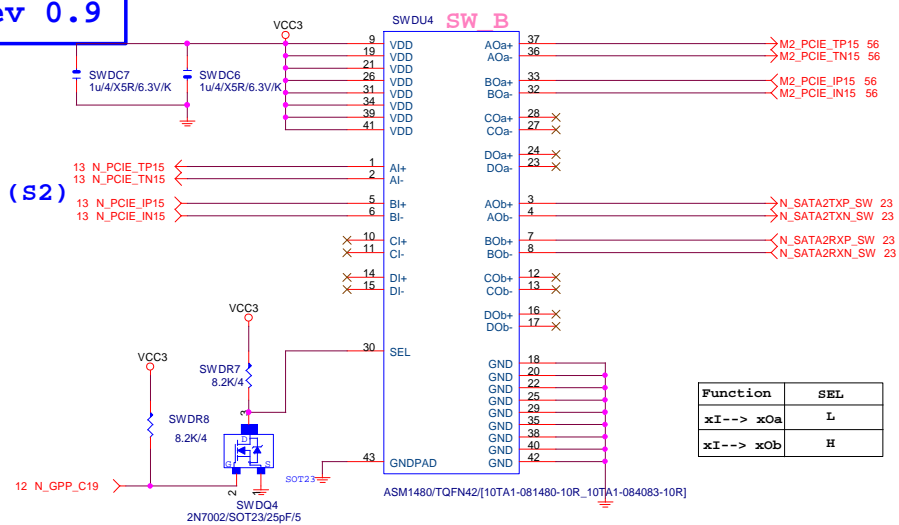 ev 0.9
SWDU4 SW_B
VCC3
SWDC7
1u/4/X5R/6.3V/K
SWDC6
1u/4/X5R/6.3V/K
9 VDD
19 VDD
21 VDD
26 VDD
31 VDD
34 VDD
39 VDD
41 VDD
AOa+ 37 M2_PCIE_TP15 56
AOa- 36 M2_PCIE_TN15 56
BOa+ 33 M2_PCIE_IP15 56
BOa- 32 M2_PCIE_IN15 56
COa+ 28
COa- 27
DOa+ 24
DOa- 23
13 N_PCIE_TP15 1 AI+
13 N_PCIE_TN15 2 AI-
(S2)
13 N_PCIE_IP15 5 BI+
13 N_PCIE_IN15 6 BI-
10 CI+
11 CI-
14 DI+
15 DI-
AOb+ 3 N_SATA2TXP_SW 23
AOb- 4 N_SATA2TXN_SW 23
BOb+ 7 N_SATA2RXP_SW 23
BOb- 8 N_SATA2RXN_SW 23
COb+ 12
COb- 13
DOb+ 16
DOb- 17
VCC3
VCC3
30 SEL
SWDR7
8.2K/4
SWDR8
8.2K/4
3
D
G
S
2
1
12 N_GPP_C19
SWDQ4
2N7002/SOT23/25pF/5
SOT23
43 GNDPAD
GND 18
GND 20
GND 22
GND 25
GND 29
GND 35
GND 38
GND 40
GND 42
ASM1480/TQFN42/[10TA1-081480-10R_10TA1-084083-10R]
Function SEL
xI--> xOa L
xI--> xOb H